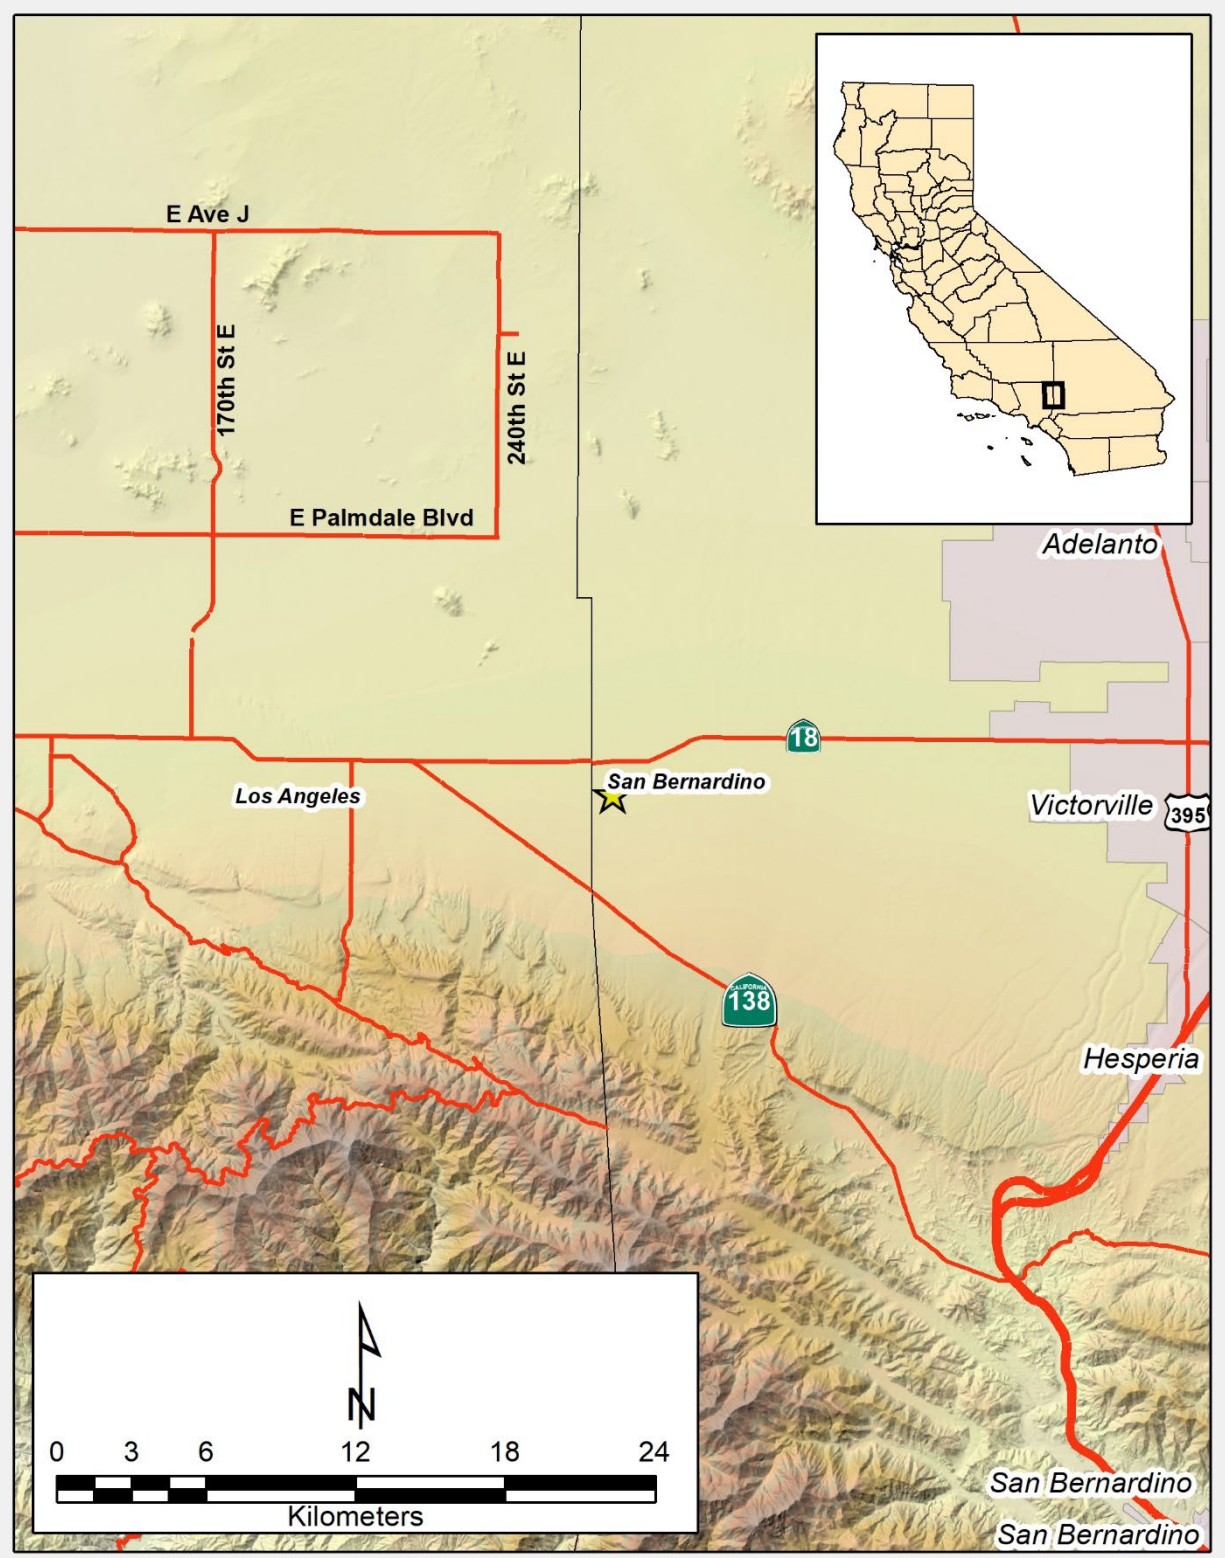 E Ave J
170th St E
240th St E
E Palmdale Blvd
Adelanto
18
San Bernardino
Los Angeles
Victorville
395
CALIFORNIA
138
Hesperia
N
0 3 6 12 18 24
Kilometers
San Bernardino
San Bernardino